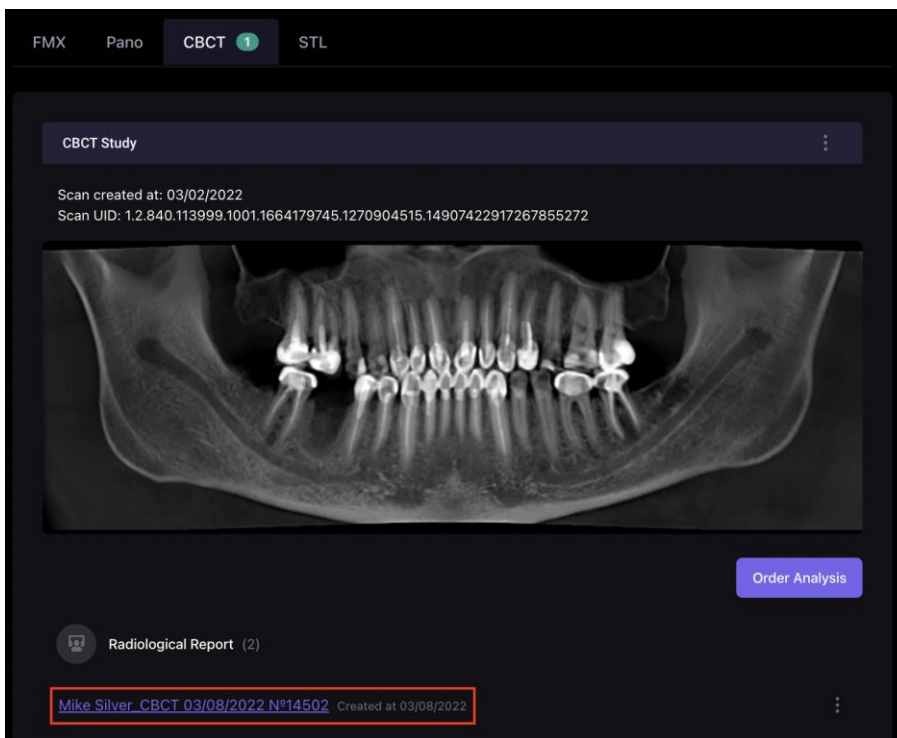 FMX Pano CBCT 1 STL
CBCT Study
Scan created at: 03/02/2022
Scan UID: 1.2.840.113999.1001.1664179745.1270904515.14907422917267855272
Order Analysis
Radiological Report (2)
Mike Silver_CBCT 03/08/2022 Nº14502 Created at 03/08/2022